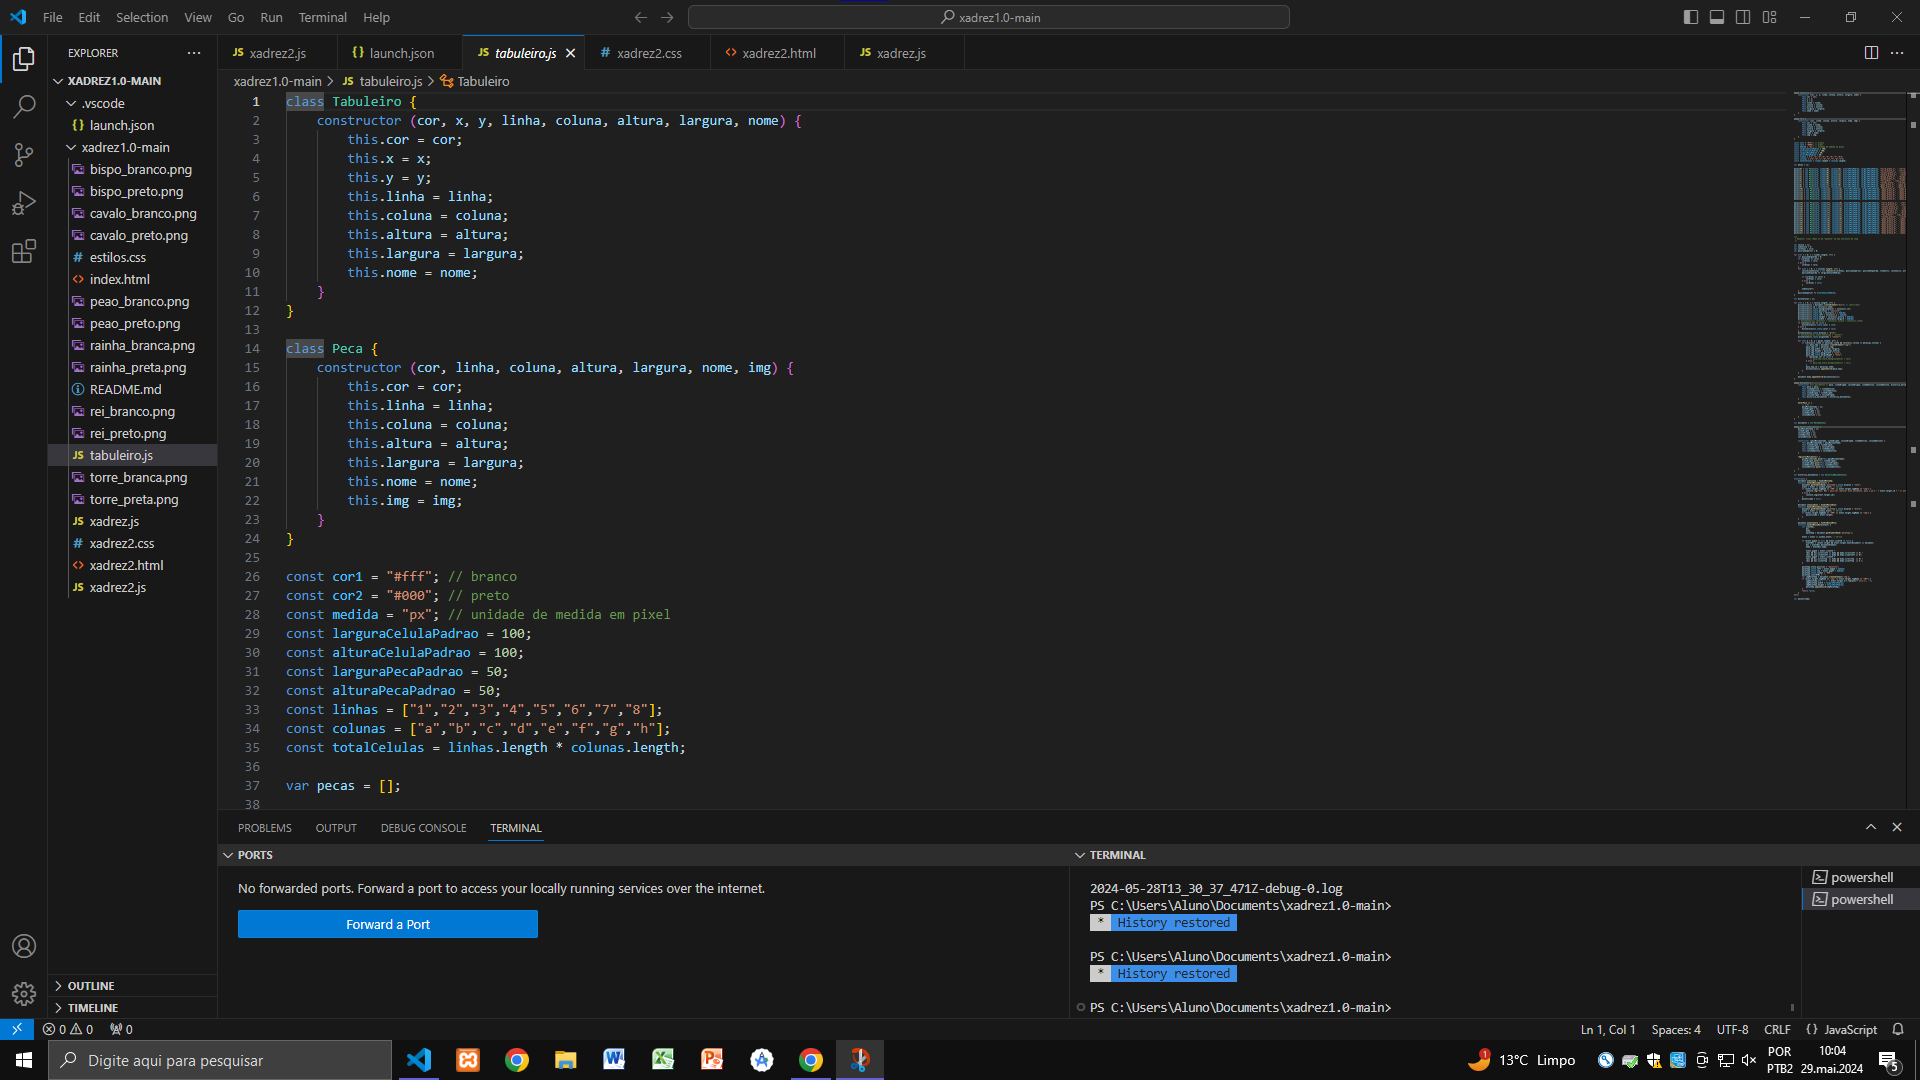 File Edit Selection View Go Run Terminal Help
xadrez1.0-main
EXPLORER
XADREZ1.0-MAIN
.vscode
launch.json
xadrez1.0-main
bispo_branco.png
bispo_preto.png
cavalo_branco.png
cavalo_preto.png
estilos.css
index.html
peao_branco.png
peao_preto.png
rainha_branca.png
rainha_preta.png
README.md
rei_branco.png
rei_preto.png
tabuleiro.js
torre_branca.png
torre_preta.png
xadrez.js
xadrez2.css
xadrez2.html
xadrez2.js
OUTLINE
TIMELINE
xadrez2.js launch.json tabuleiro.js xadrez2.css xadrez2.html xadrez.js
xadrez1.0-main > tabuleiro.js > Tabuleiro
1 class Tabuleiro {
2 constructor (cor, x, y, linha, coluna, altura, largura, nome) {
3 this.cor = cor;
4 this.x = x;
5 this.y = y;
6 this.linha = linha;
7 this.coluna = coluna;
8 this.altura = altura;
9 this.largura = largura;
10 this.nome = nome;
11 }
12 }
13
14 class Peca {
15 constructor (cor, linha, coluna, altura, largura, nome, img) {
16 this.cor = cor;
17 this.linha = linha;
18 this.coluna = coluna;
19 this.altura = altura;
20 this.largura = largura;
21 this.nome = nome;
22 this.img = img;
23 }
24 }
25
26 const cor1 = "#fff"; // branco
27 const cor2 = "#000"; // preto
28 const medida = "px"; // unidade de medida em pixel
29 const larguraCelulaPadrao = 100;
30 const alturaCelulaPadrao = 100;
31 const larguraPecaPadrao = 50;
32 const alturaPecaPadrao = 50;
33 const linhas = ["1","2","3","4","5","6","7","8"];
34 const colunas = ["a","b","c","d","e","f","g","h"];
35 const totalCelulas = linhas.length * colunas.length;
36
37 var pecas = [];
38
PROBLEMS OUTPUT DEBUG CONSOLE TERMINAL
PORTS
No forwarded ports. Forward a port to access your locally running services over the internet.
Forward a Port
TERMINAL
2024-05-28T13_30_37_471Z-debug-0.log
PS C:\Users\Aluno\Documents\xadrez1.0-main>
* History restored
PS C:\Users\Aluno\Documents\xadrez1.0-main>
* History restored
PS C:\Users\Aluno\Documents\xadrez1.0-main>
powershell
powershell
0 0 0
Ln 1, Col 1 Spaces: 4 UTF-8 CRLF JavaScript
Digite aqui para pesquisar
1 13°C Limpo
POR
PTB2
10:04
29.mai.2024
5